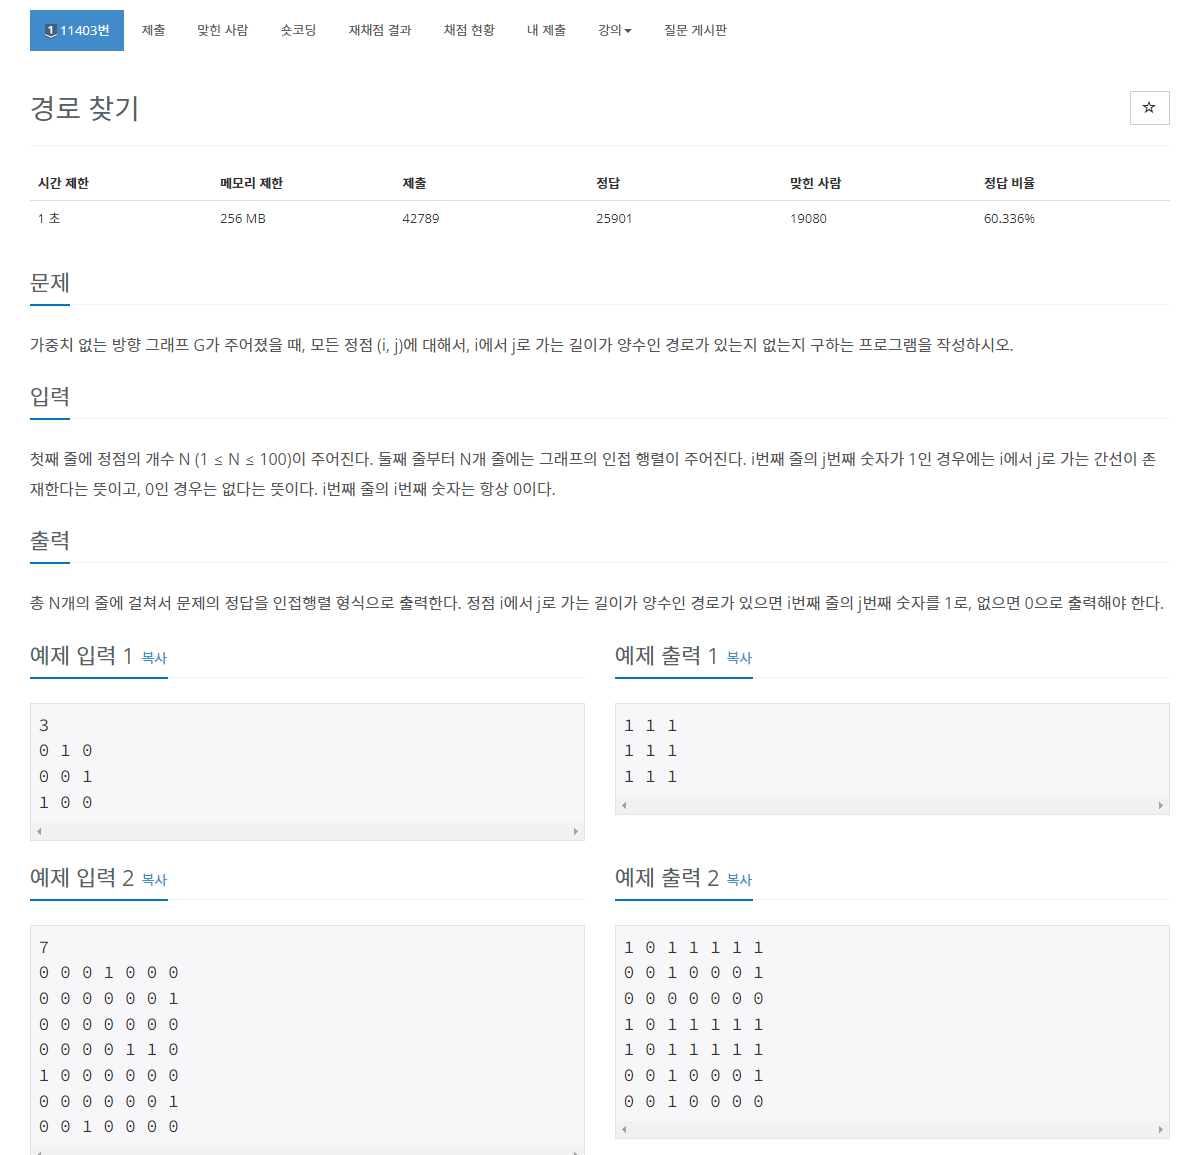 1 11403번 제출 맞힌 사람 숏코딩 재채점 결과 채점 현황 내 제출 강의 질문 게시판
경로 찾기
시간 제한 메모리 제한 제출 정답 맞힌 사람 정답 비율
1 초 256 MB 42789 25901 19080 60.336%
문제
가중치 없는 방향 그래프 G가 주어졌을 때, 모든 정점 (i, j)에 대해서, i에서 j로 가는 길이가 양수인 경로가 있는지 없는지 구하는 프로그램을 작성하시오.
입력
첫째 줄에 정점의 개수 N (1 ≤ N ≤ 100)이 주어진다. 둘째 줄부터 N개 줄에는 그래프의 인접 행렬이 주어진다. i번째 줄의 j번째 숫자가 1인 경우에는 i에서 j로 가는 간선이 존
재한다는 뜻이고, 0인 경우는 없다는 뜻이다. i번째 줄의 i번째 숫자는 항상 0이다.
출력
총 N개의 줄에 걸쳐서 문제의 정답을 인접행렬 형식으로 출력한다. 정점 i에서 j로 가는 길이가 양수인 경로가 있으면 i번째 줄의 j번째 숫자를 1로, 없으면 0으로 출력해야 한다.
예제 입력 1 복사
3
0 1 0
0 0 1
1 0 0
예제 출력 1 복사
1 1 1
1 1 1
1 1 1
예제 입력 2 복사
7
0 0 0 1 0 0 0
0 0 0 0 0 0 1
0 0 0 0 0 0 0
0 0 0 0 1 1 0
1 0 0 0 0 0 0
0 0 0 0 0 0 1
0 0 1 0 0 0 0
예제 출력 2 복사
1 0 1 1 1 1 1
0 0 1 0 0 0 1
0 0 0 0 0 0 0
1 0 1 1 1 1 1
1 0 1 1 1 1 1
0 0 1 0 0 0 1
0 0 1 0 0 0 0